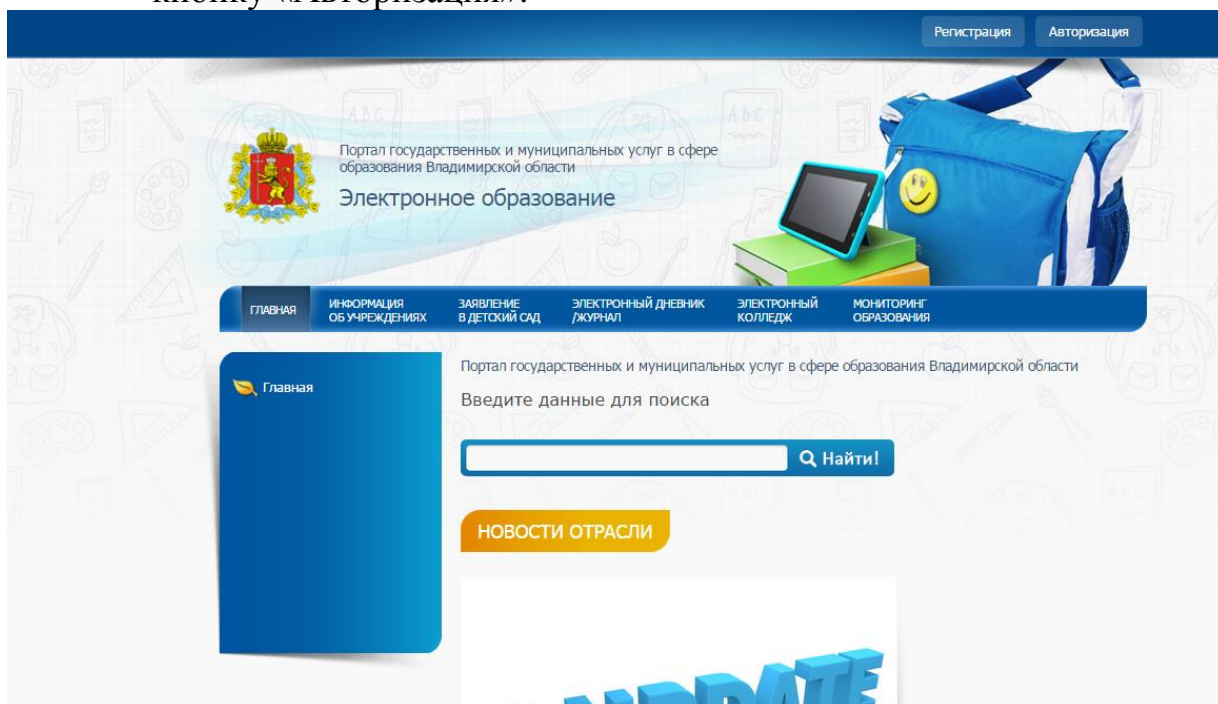 кнопку «Авторизация».
Регистрация Авторизация
Портал государственных и муниципальных услуг в сфере
образования Владимирской области
Электронное образование
ГЛАВНАЯ
ИНФОРМАЦИЯ
ОБ УЧРЕЖДЕНИЯХ
ЗАЯВЛЕНИЕ
В ДЕТСКИЙ САД
ЭЛЕКТРОННЫЙ ДНЕВНИК
/ЖУРНАЛ
ЭЛЕКТРОННЫЙ
КОЛЛЕДЖ
МОНИТОРИНГ
ОБРАЗОВАНИЯ
Главная
Портал государственных и муниципальных услуг в сфере образования Владимирской области
Введите данные для поиска
Найти!
НОВОСТИ ОТРАСЛИ